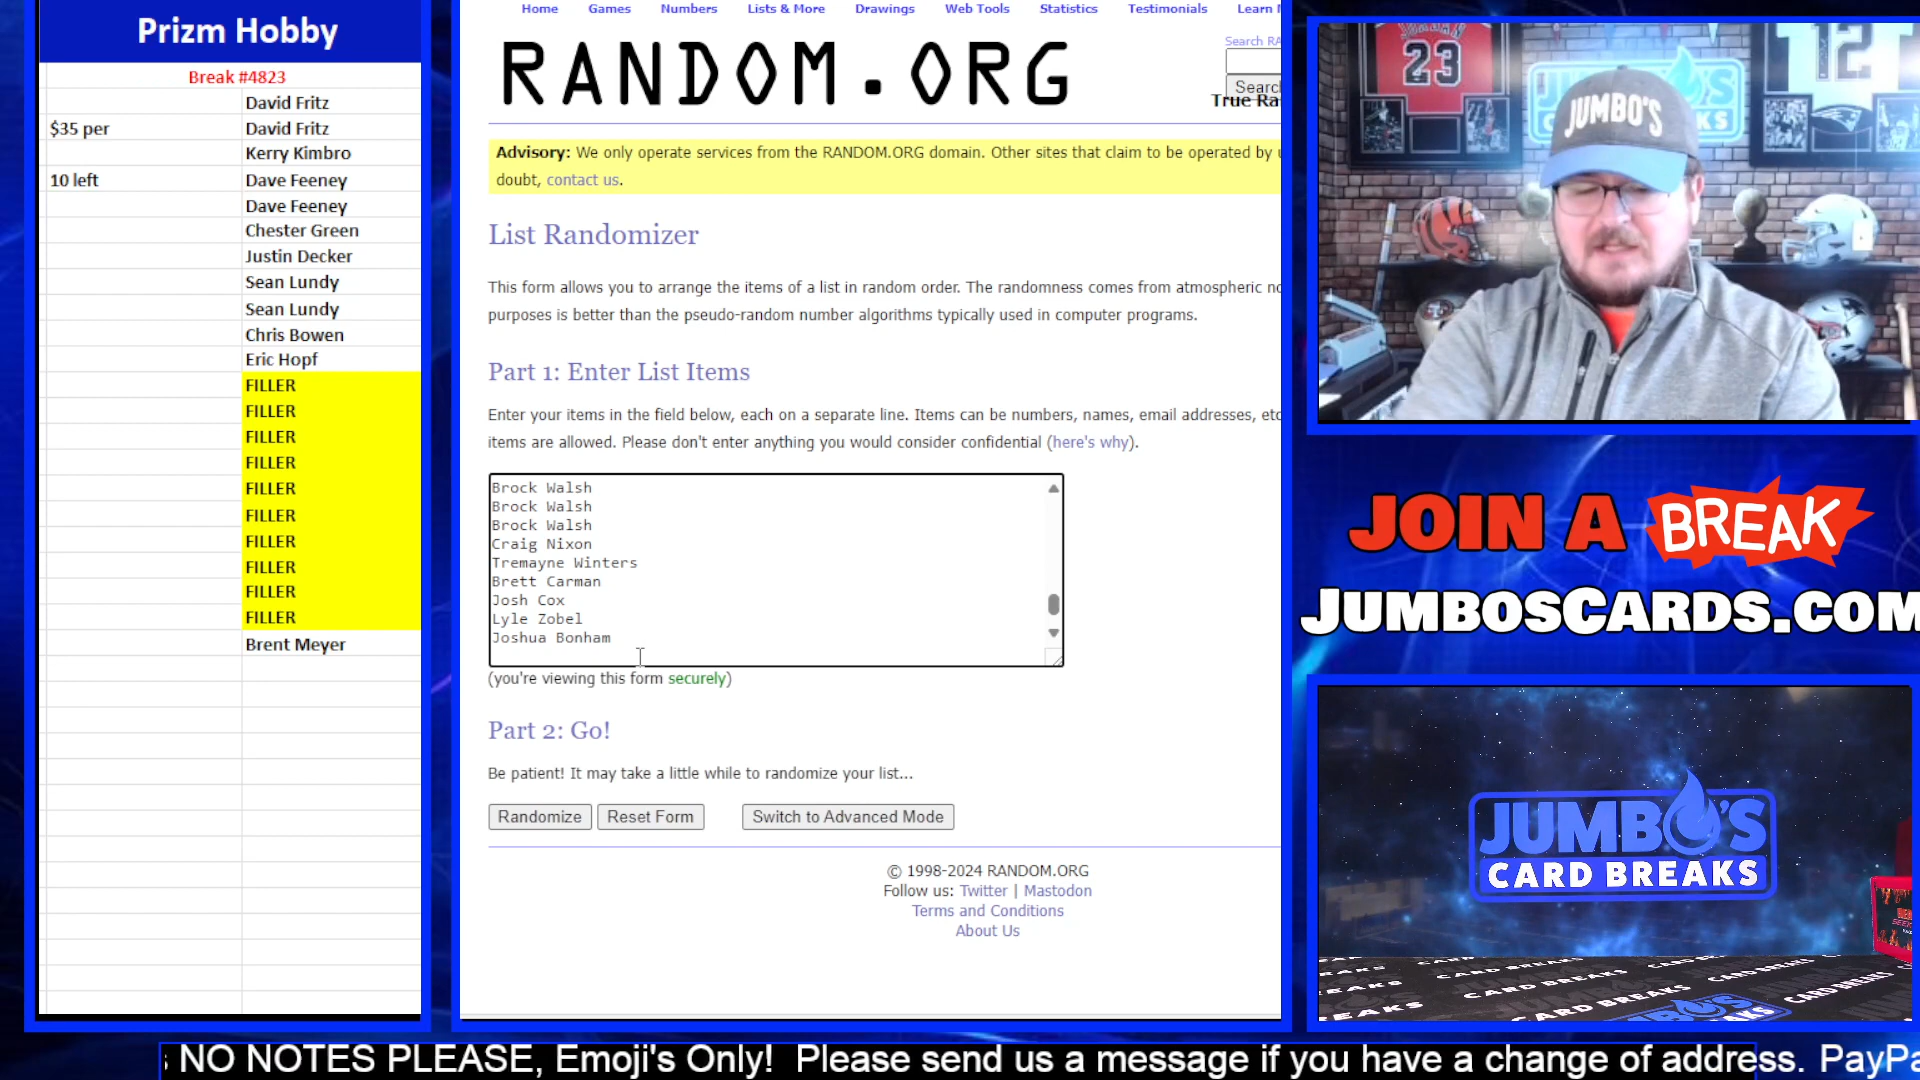 Prizm Hobby
Break #4823
David Fritz
$35 per David Fritz
Kerry Kimbro
10 left Dave Feeney
Dave Feeney
Chester Green
Justin Decker
Sean Lundy
Sean Lundy
Chris Bowen
Eric Hopf
FILLER
FILLER
FILLER
FILLER
FILLER
FILLER
FILLER
FILLER
FILLER
FILLER
Brent Meyer
Home Games Numbers Lists & More Drawings Web Tools Statistics Testimonials Learn
RANDOM.ORG
Search
Search
True
Advisory: We only operate services from the RANDOM.ORG domain. Other sites that claim to be operated by
doubt, contact us.
List Randomizer
This form allows you to arrange the items of a list in random order. The randomness comes from atmospheric
purposes is better than the pseudo-random number algorithms typically used in computer programs.
Part 1: Enter List Items
Enter your items in the field below, each on a separate line. Items can be numbers, names, email addresses, etc
items are allowed. Please don't enter anything you would consider confidential (here's why).
Brock Walsh
Brock Walsh
Brock Walsh
Craig Nixon
Tremayne Winters
Brett Carman
Josh Cox
Lyle Zobel
Joshua Bonham
(you're viewing this form securely)
Part 2: Go!
Be patient! It may take a little while to randomize your list...
Randomize Reset Form Switch to Advanced Mode
© 1998-2024 RANDOM.ORG
Follow us: Twitter | Mastodon
Terms and Conditions
About Us
23
12
JUMBO'S
JOIN A BREAK
JUMBOSCARDS.COM
JUMBO'S
CARD BREAKS
NO NOTES PLEASE, Emoji's Only! Please send us a message if you have a change of address.